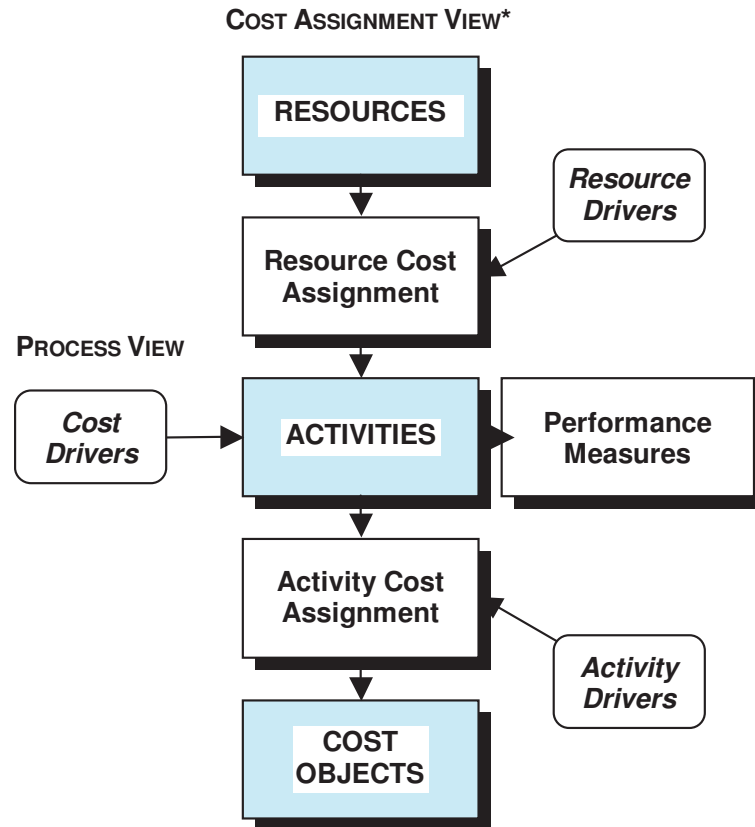 COST ASSIGNMENT VIEW*
RESOURCES
Resource
Drivers
Resource Cost
Assignment
PROCESS VIEW
Cost
Drivers
ACTIVITIES
Performance
Measures
Activity Cost
Assignment
Activity
Drivers
COST
OBJECTS